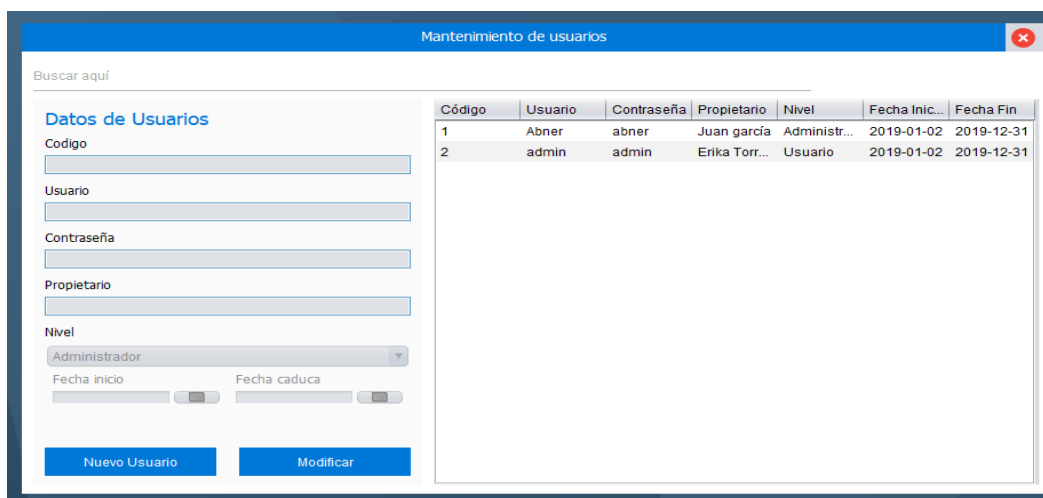 Mantenimiento de usuarios
Buscar aquí
Datos de Usuarios
Codigo
Usuario
Contraseña
Propietario
Nivel
Administrador
Fecha inicio Fecha caduca
Nuevo Usuario Modificar
Código Usuario Contraseña Propietario Nivel Fecha Inic... Fecha Fin
1 Abner abner Juan garcía Administr... 2019-01-02 2019-12-31
2 admin admin Erika Torr... Usuario 2019-01-02 2019-12-31